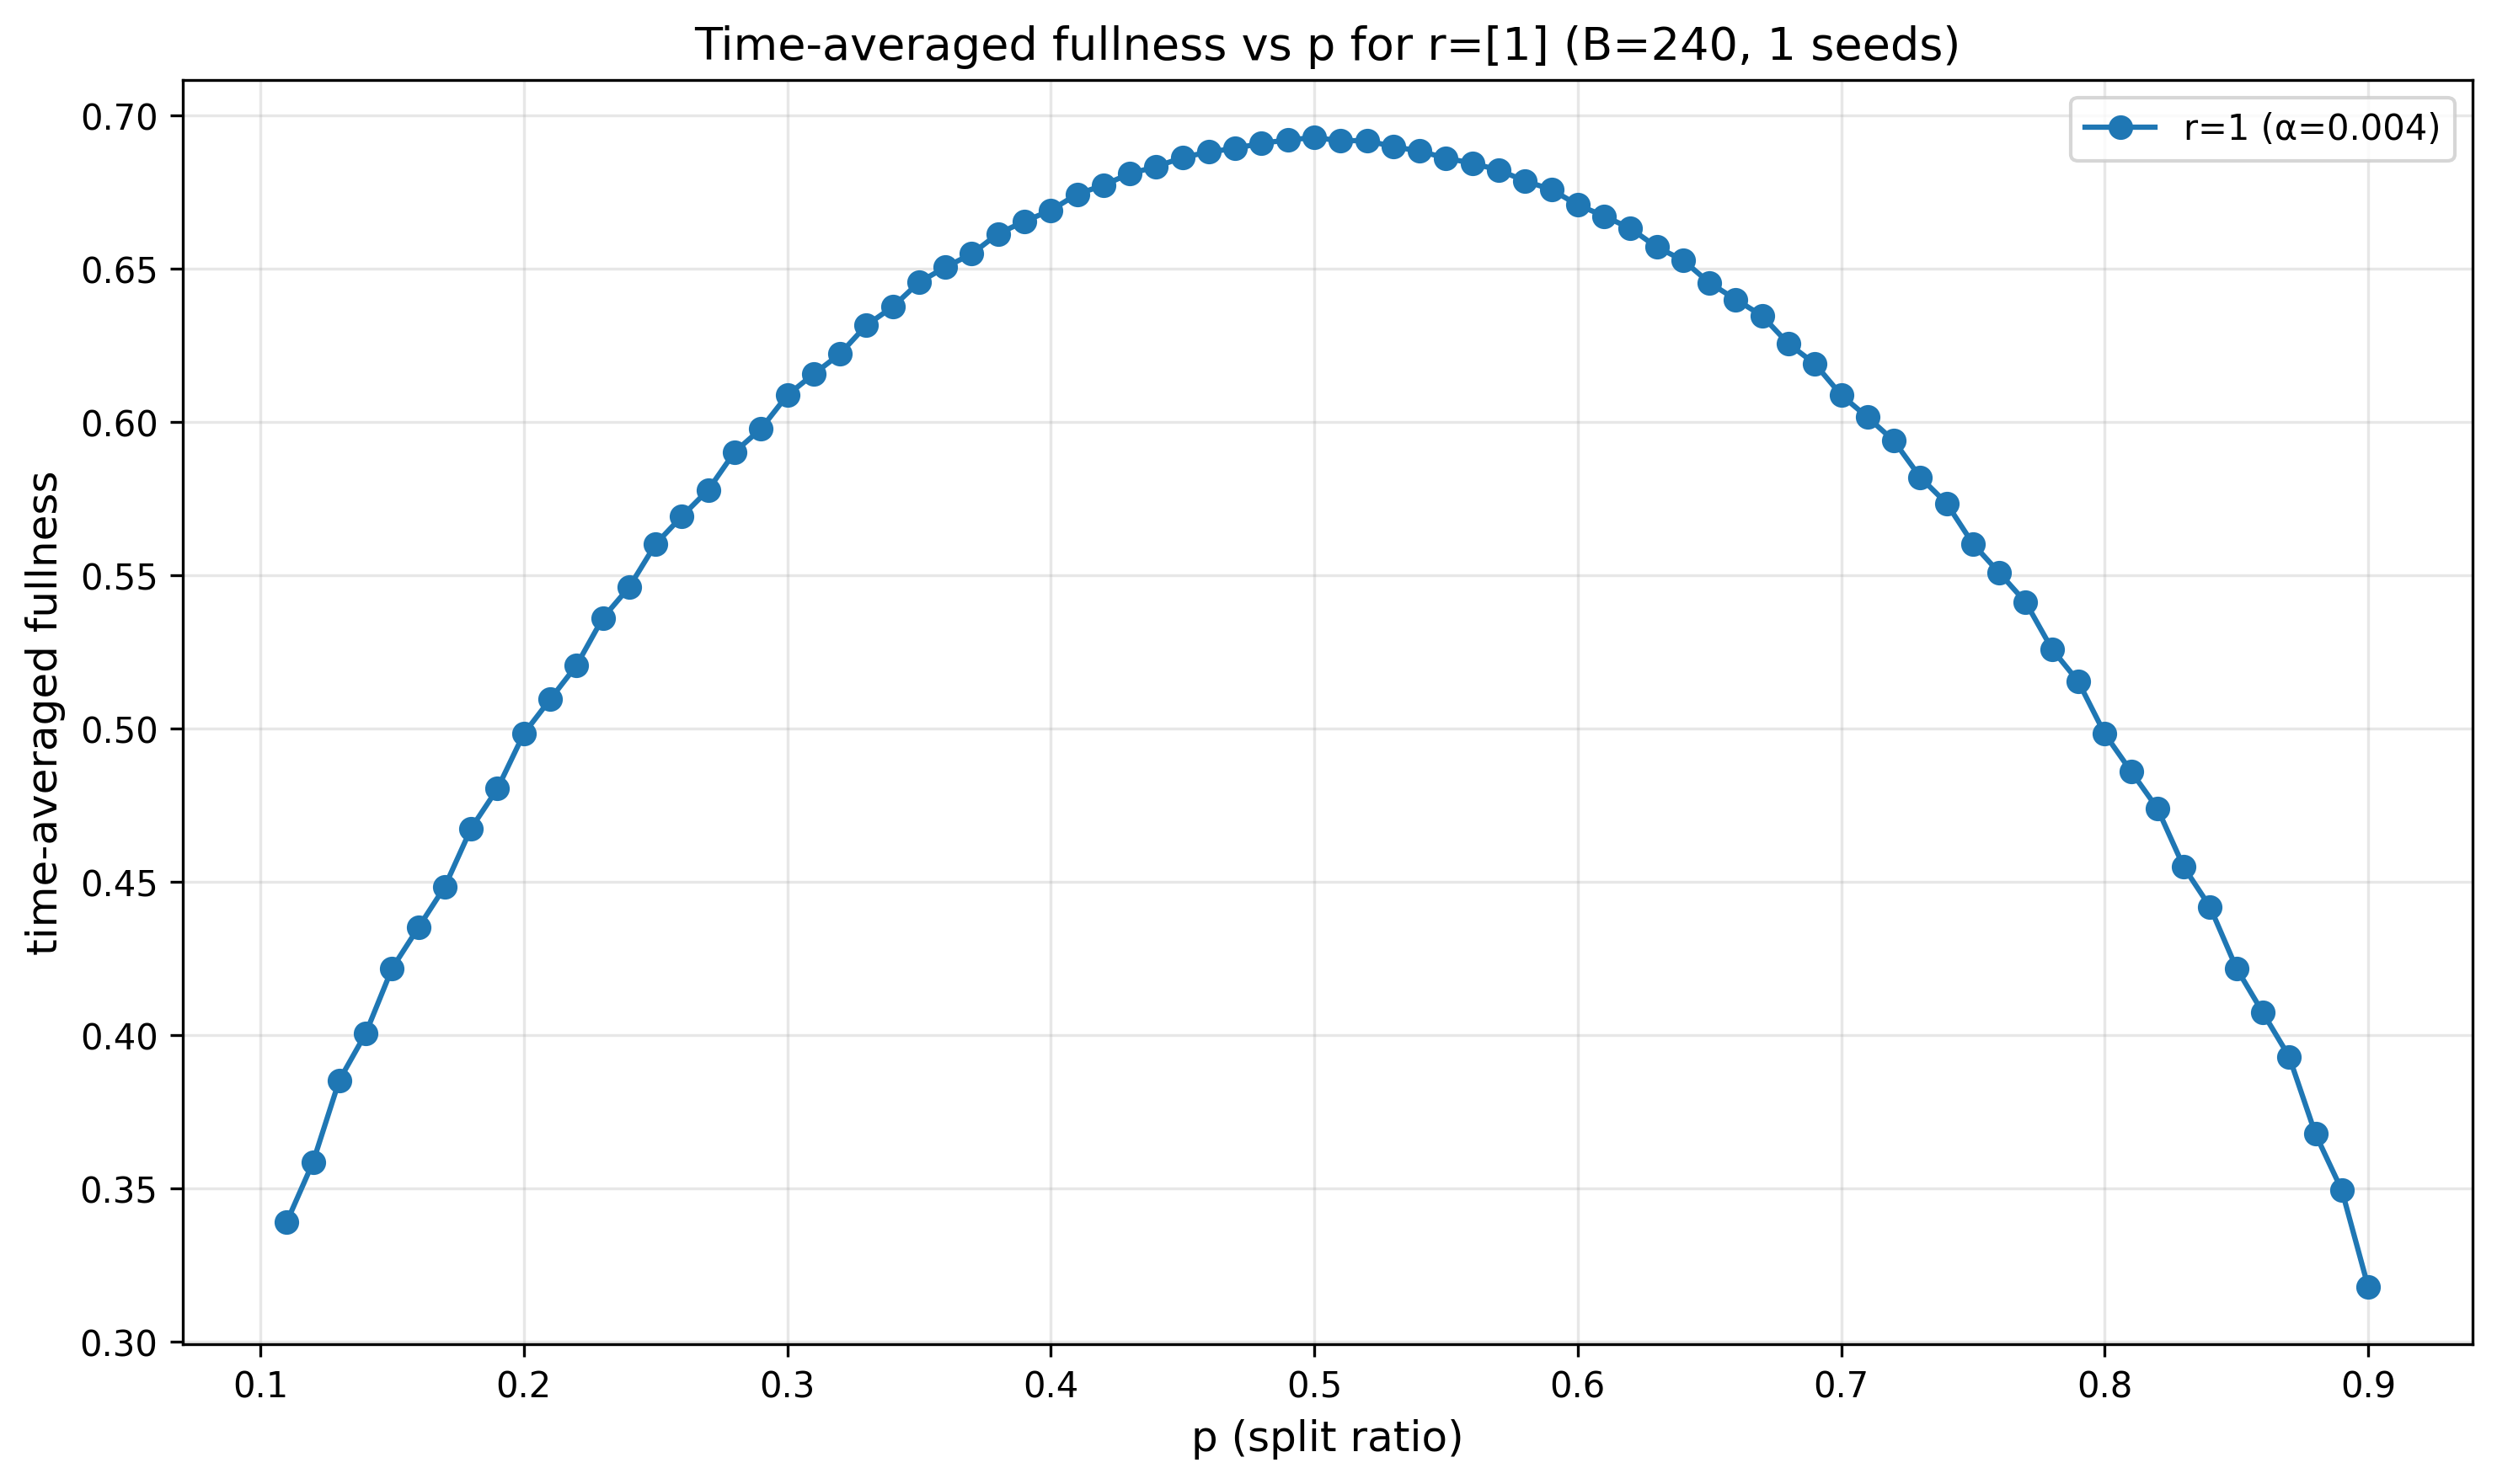 Time-averaged fullness vs p for r=[1] (B=240, 1 seeds)
r=1 (α=0.004)
time-averaged fullness
0.70
0.65
0.60
0.55
0.50
0.45
0.40
0.35
0.30
0.1 0.2 0.3 0.4 0.5 0.6 0.7 0.8 0.9
p (split ratio)